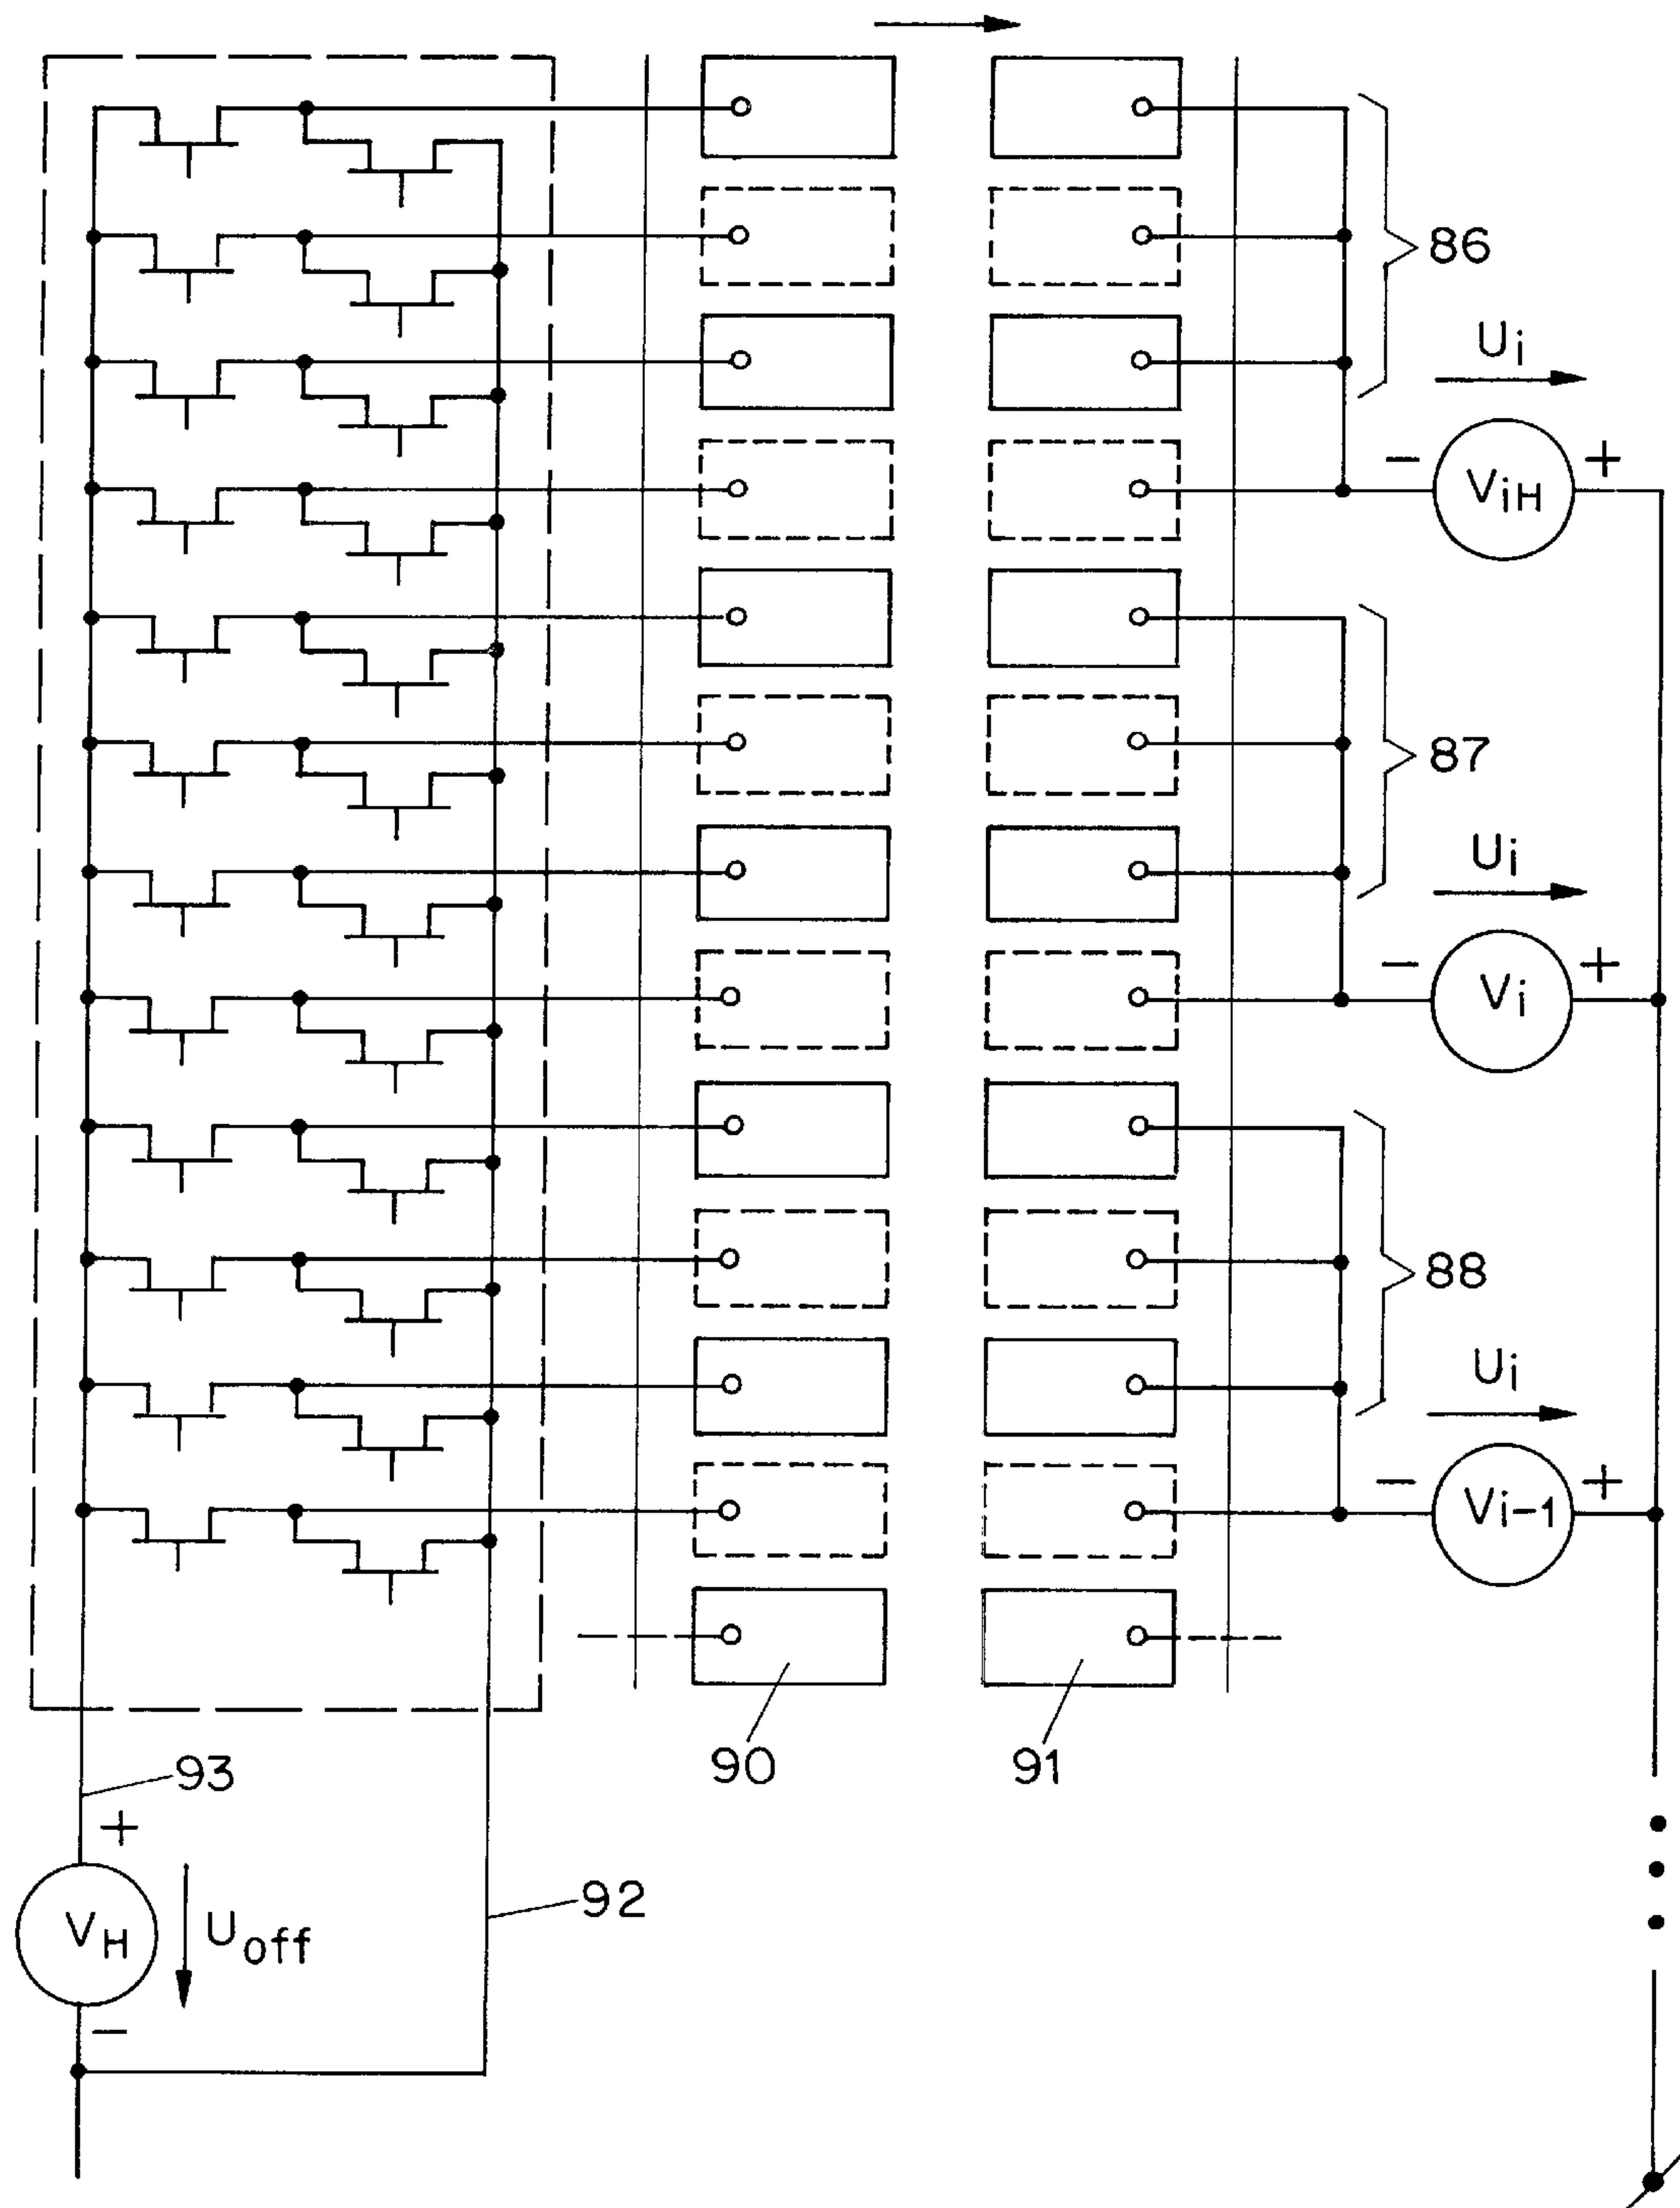 86
Ui
- ViH +
87
Ui
- Vi +
88
Ui
- Vi-1 +
90
91
93
+
92
VH
Uoff
-